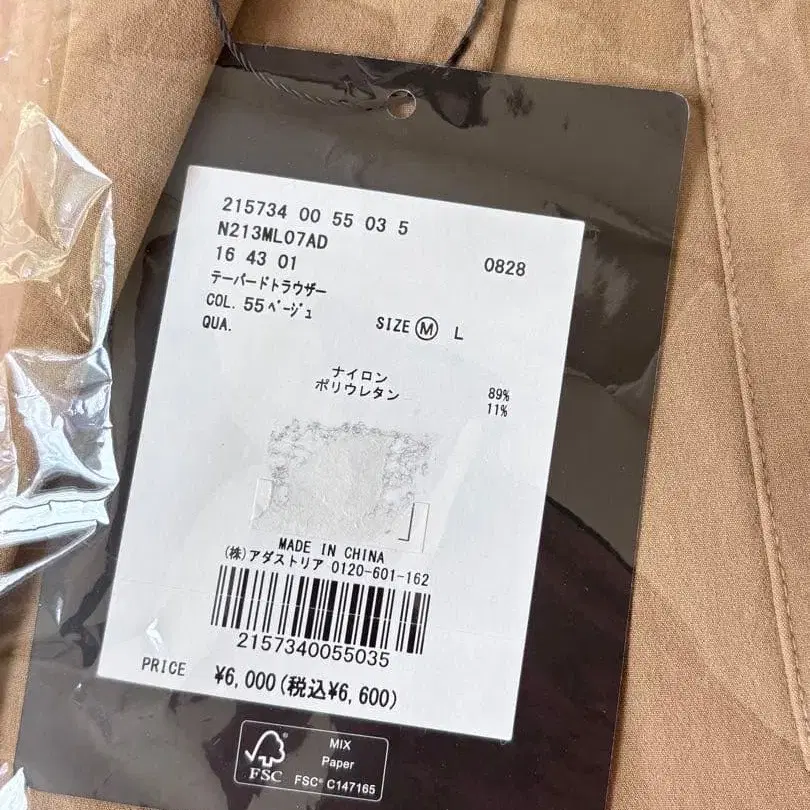 215734 00 55 03 5
N213ML07AD
16 43 01 0828
テーパードトラウザー
COL. 55ベージュ
QUA. SIZE Ⓜ L
ナイロン 89%
ポリウレタン 11%
MADE IN CHINA
(株)アダストリア 0120-601-162
2157340055035
PRICE ¥6,000(税込¥6,600)
FSC®
MIX
Paper
FSC® C147165